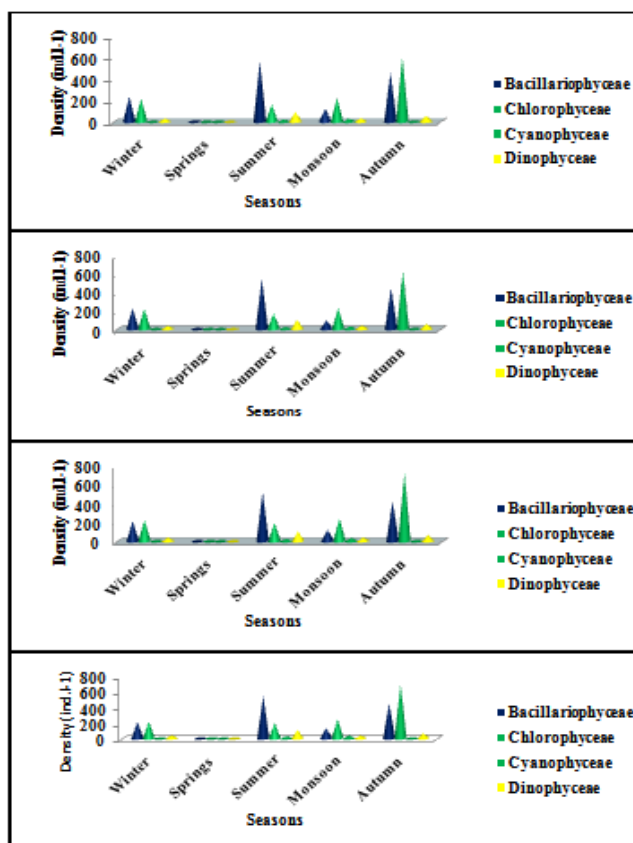 Density (ind.l-1)
800
600
400
200
0
Winter
Springs
Summer
Monsoon
Autumn
Seasons
Bacillariophyceae
Chlorophyceae
Cyanophyceae
Dinophyceae
Density (ind.l-1)
800
600
400
200
0
Winter
Springs
Summer
Monsoon
Autumn
Seasons
Bacillariophyceae
Chlorophyceae
Cyanophyceae
Dinophyceae
Density (ind.l-1)
800
600
400
200
0
Winter
Springs
Summer
Monsoon
Autumn
Seasons
Bacillariophyceae
Chlorophyceae
Cyanophyceae
Dinophyceae
Density (ind.l-1)
800
600
400
200
0
Winter
Springs
Summer
Monsoon
Autumn
Seasons
Bacillariophyceae
Chlorophyceae
Cyanophyceae
Dinophyceae